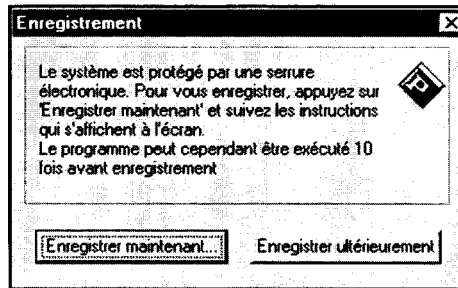 Enregistrement
Le système est protégé par une serrure
électronique. Pour vous enregistrer, appuyez sur
'Enregistrer maintenant' et suivez les instructions
qui s'affichent à l'écran.
Le programme peut cependant être exécuté 10
fois avant enregistrement
Enregistrer maintenant...
Enregistrer ultérieurement